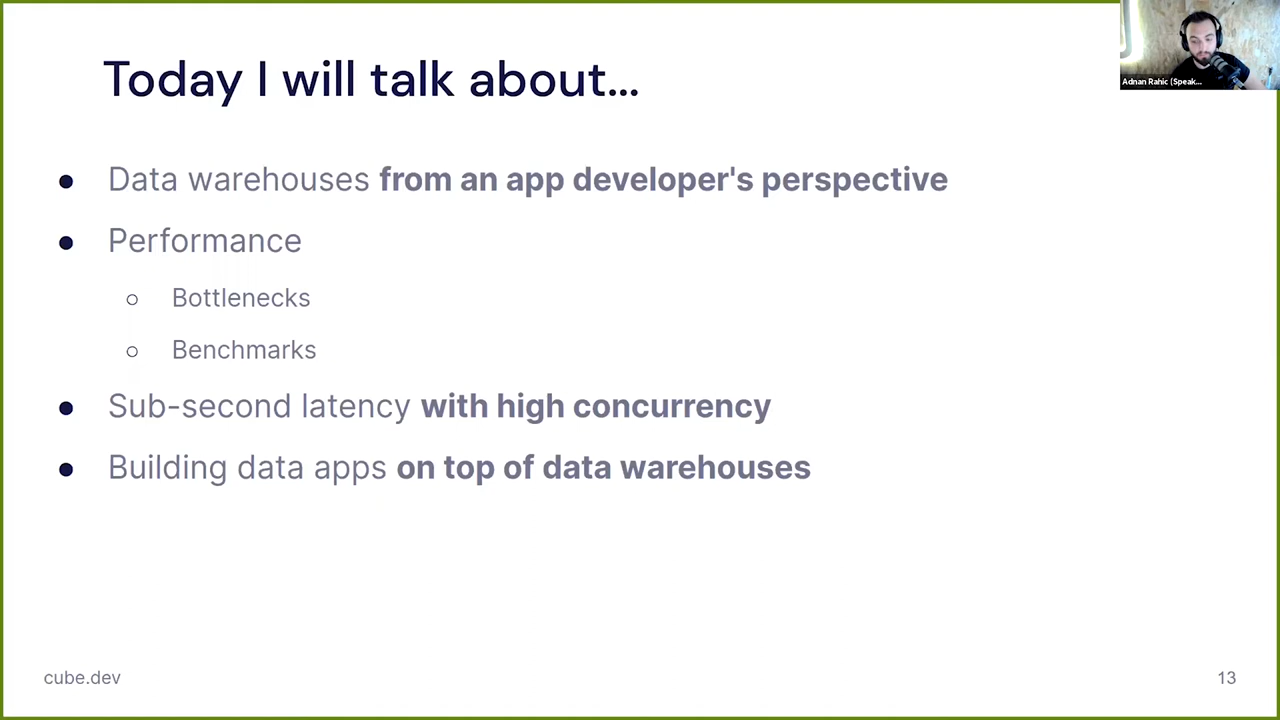 Today I will talk about...
Adnan Rahic (Speak...
● Data warehouses from an app developer's perspective
● Performance
○ Bottlenecks
○ Benchmarks
● Sub-second latency with high concurrency
● Building data apps on top of data warehouses
cube.dev
13